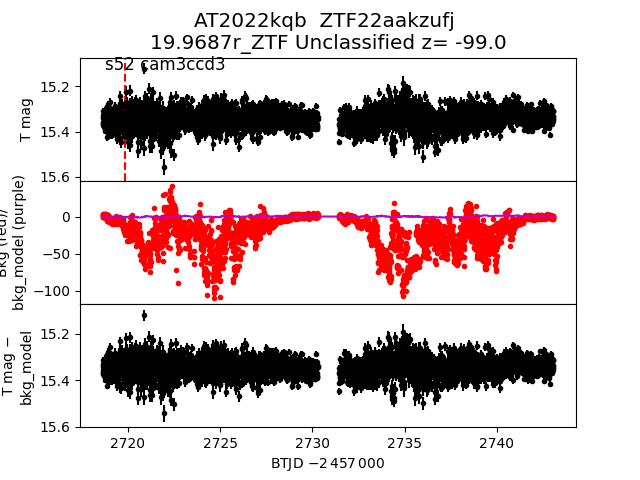 AT2022kqb ZTF22aakzufj
19.9687r_ZTF Unclassified z= -99.0
s52 cam3ccd3
15.2
15.4
15.6
T mag
0
−50
−100
Bkg (red)/
bkg_model (purple)
15.2
15.4
15.6
T mag −
bkg_model
2720 2725 2730 2735 2740
BTJD −2 457 000